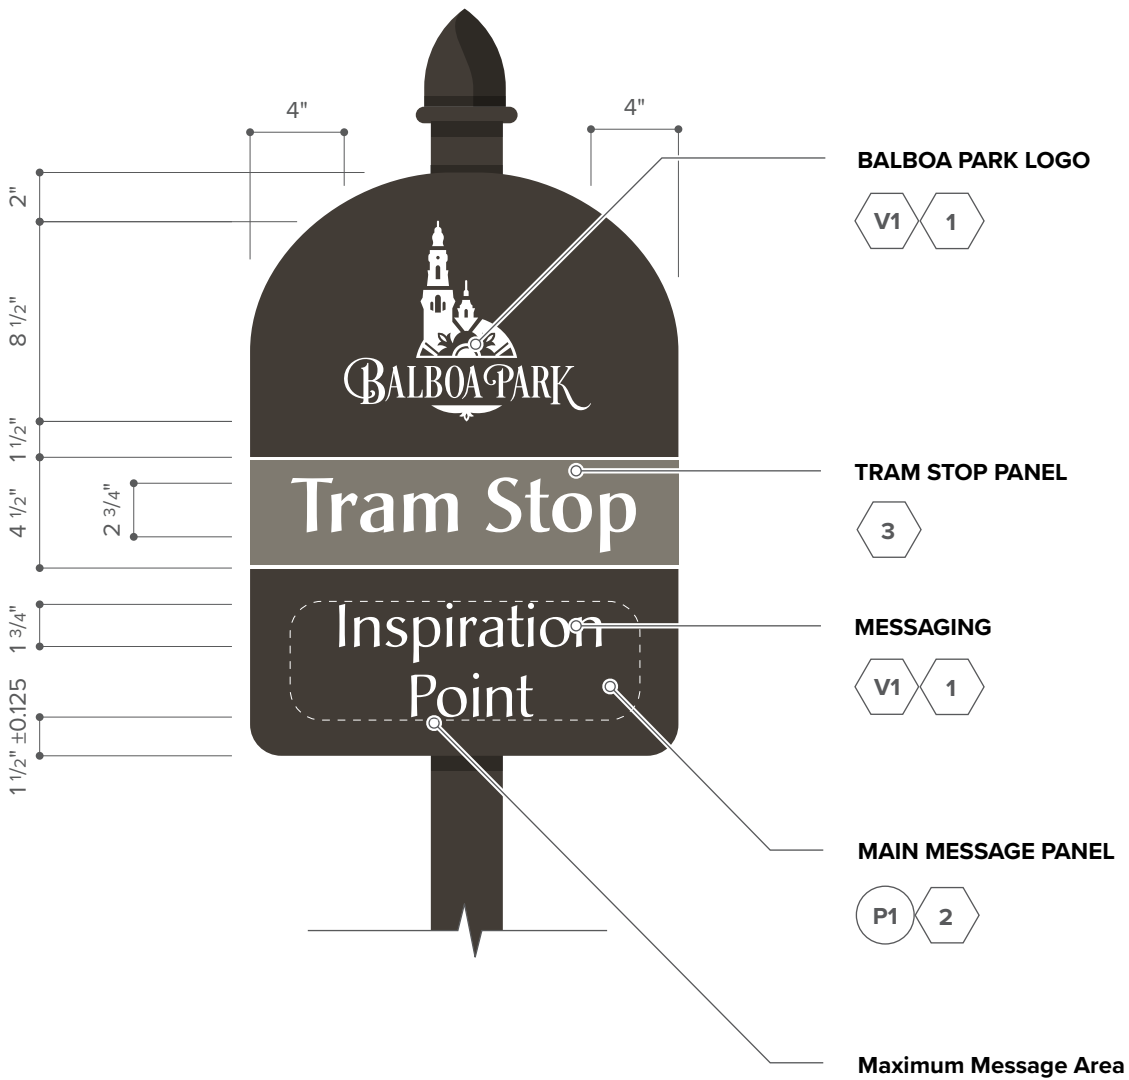 4"
4"
2"
8 1/2"
1 1/2"
4 1/2"
2 3/4"
1 3/4"
1 1/2" ±0.125
BALBOA PARK
Tram Stop
Inspiration
Point
BALBOA PARK LOGO
V1 1
TRAM STOP PANEL
3
MESSAGING
V1 1
MAIN MESSAGE PANEL
P1 2
Maximum Message Area